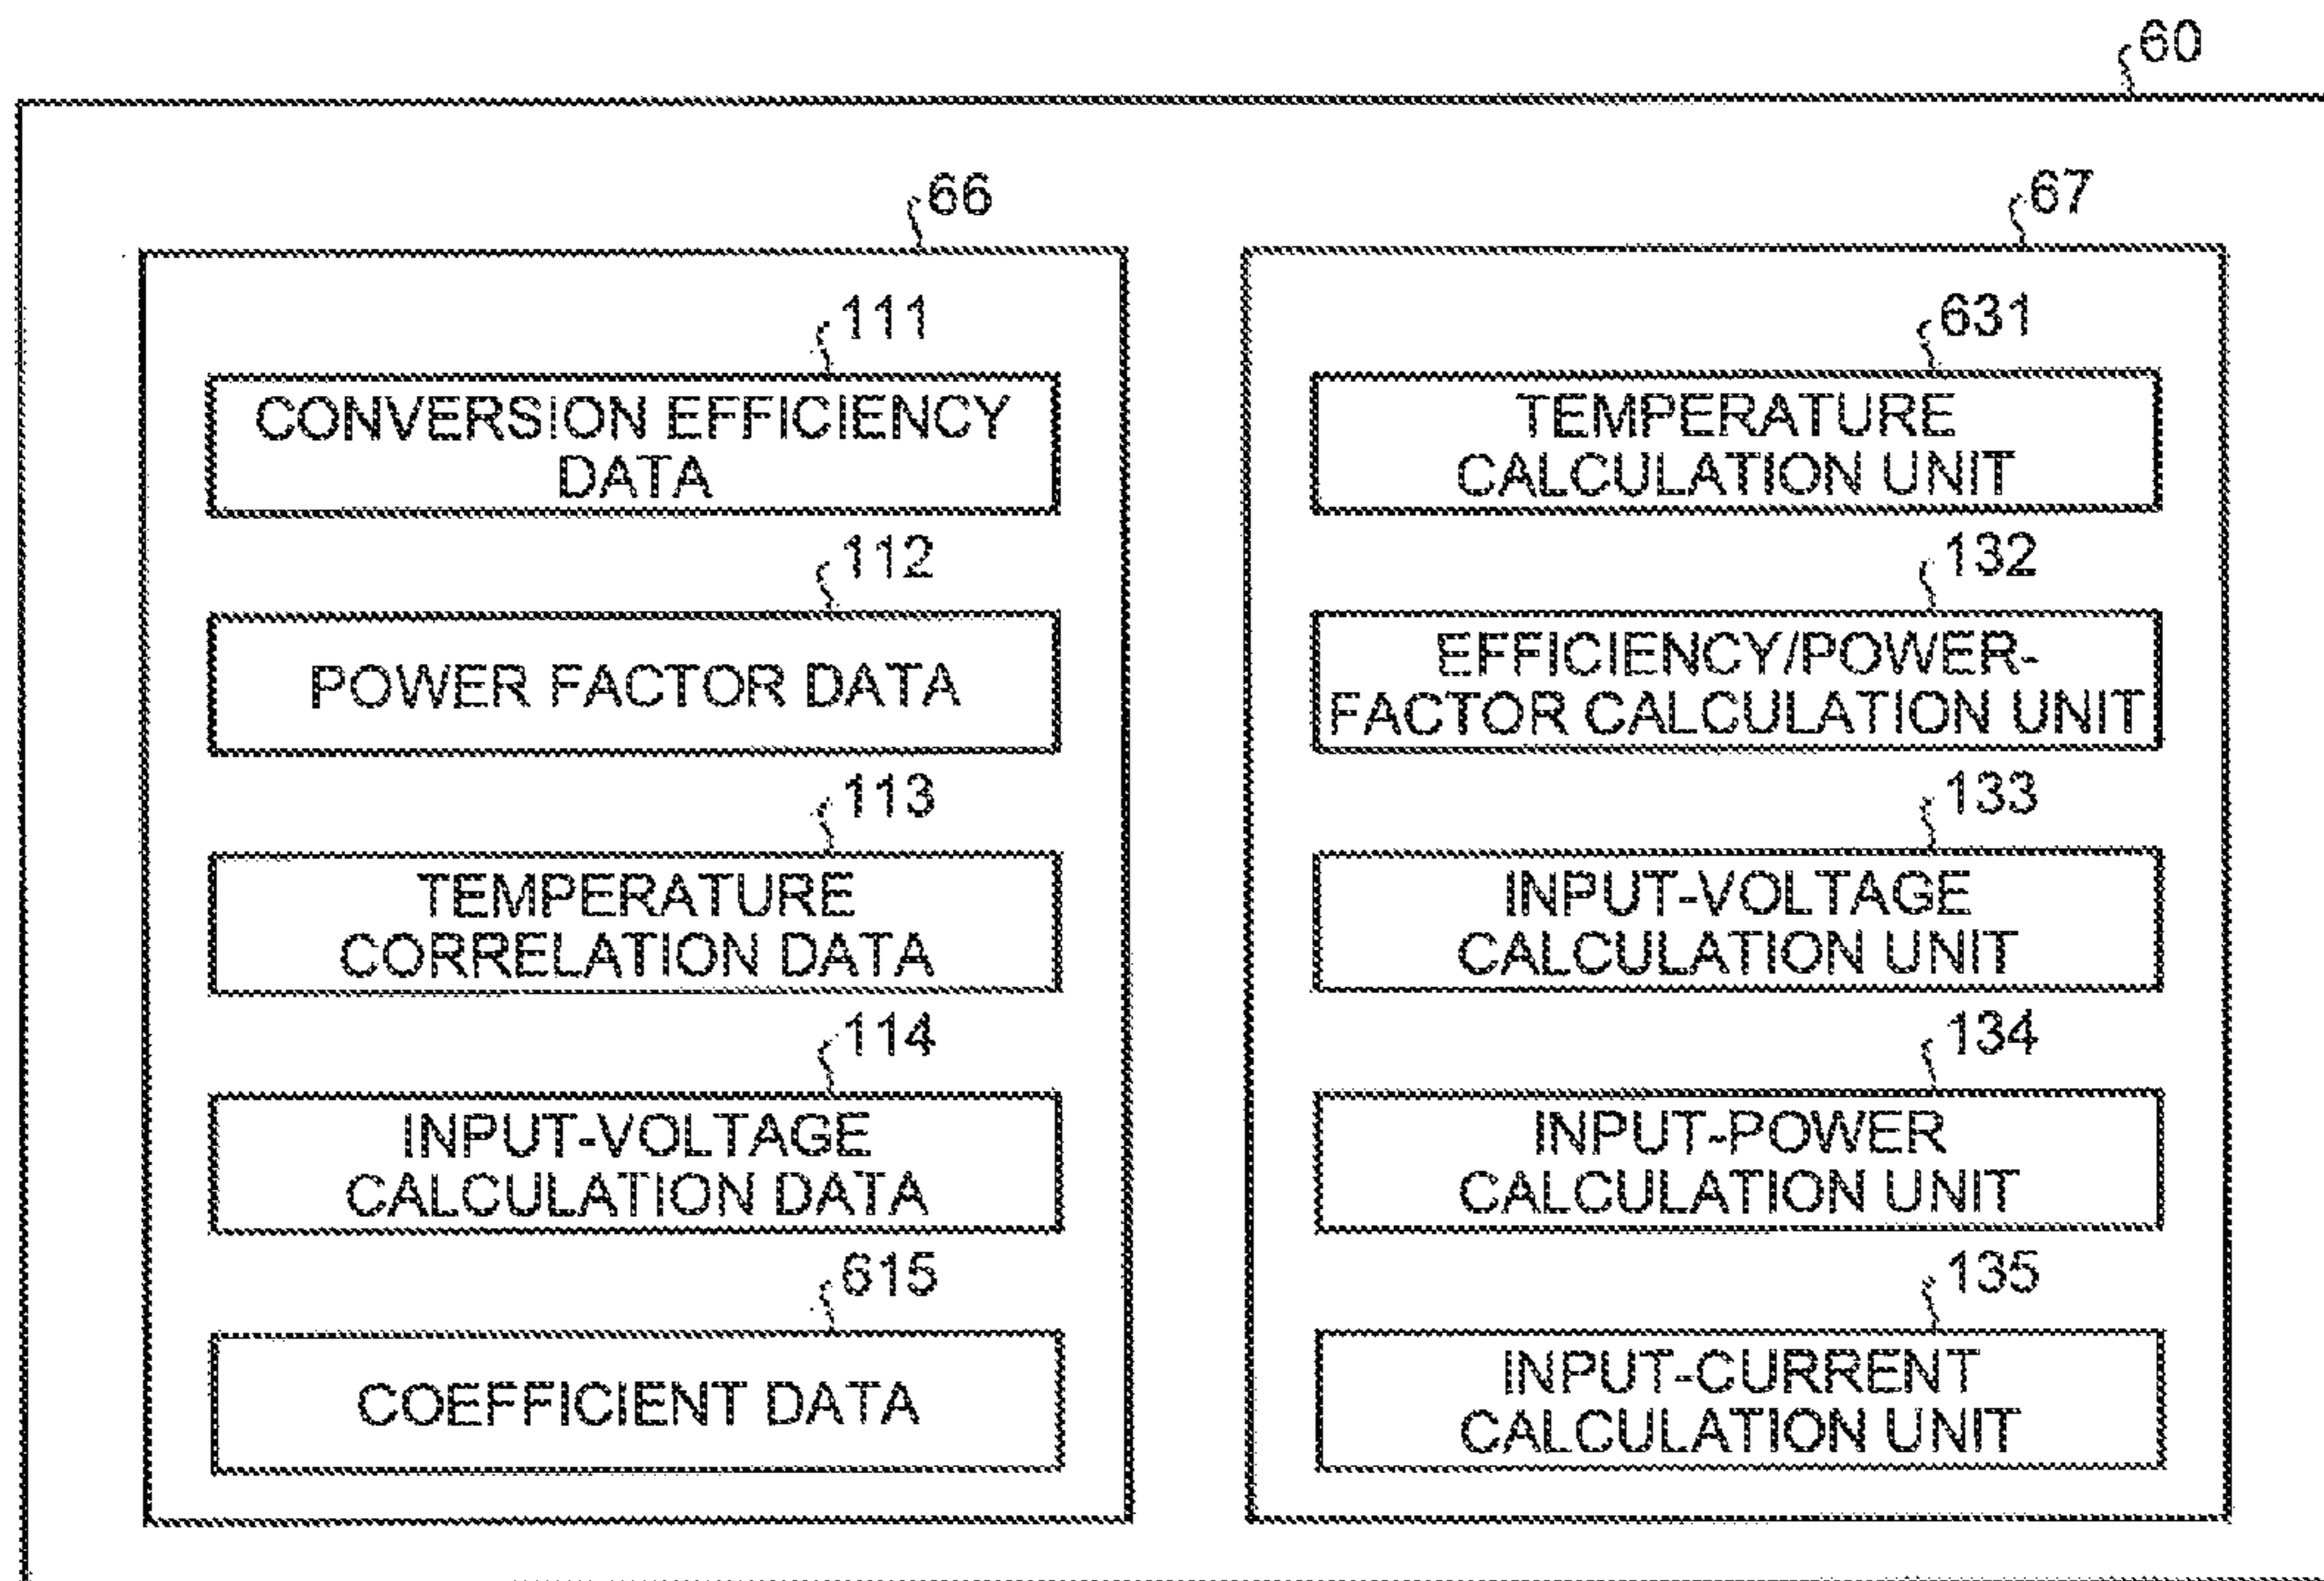 60
66
111
CONVERSION EFFICIENCY
DATA
112
POWER FACTOR DATA
113
TEMPERATURE
CORRELATION DATA
114
INPUT-VOLTAGE
CALCULATION DATA
615
COEFFICIENT DATA
67
631
TEMPERATURE
CALCULATION UNIT
132
EFFICIENCY/POWER-
FACTOR CALCULATION UNIT
133
INPUT-VOLTAGE
CALCULATION UNIT
134
INPUT-POWER
CALCULATION UNIT
135
INPUT-CURRENT
CALCULATION UNIT